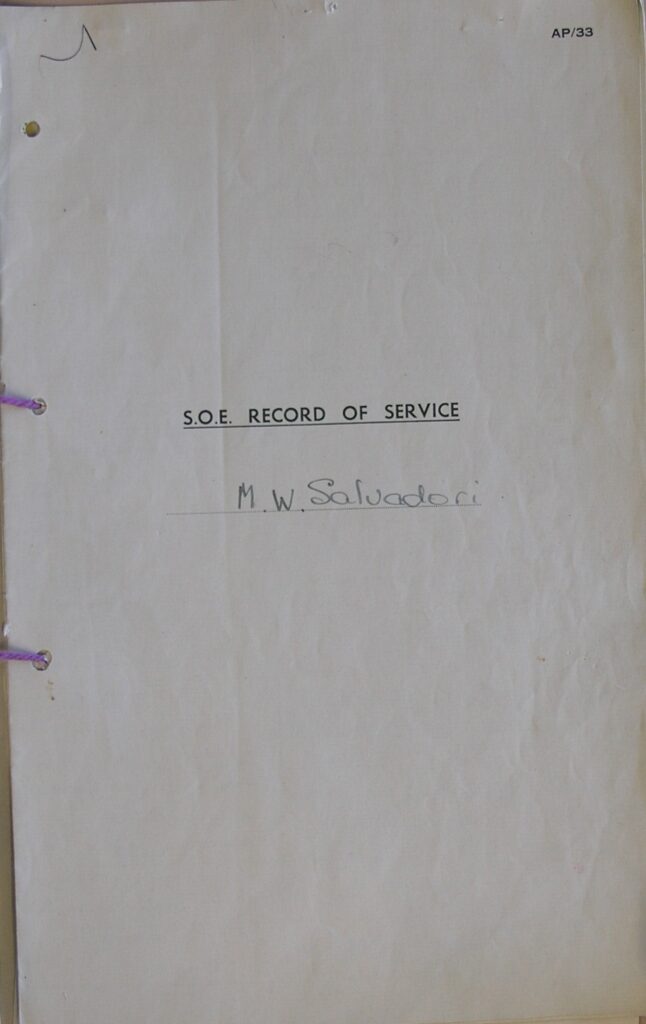 AP/33
S.O.E. RECORD OF SERVICE
M.W. Salvadori